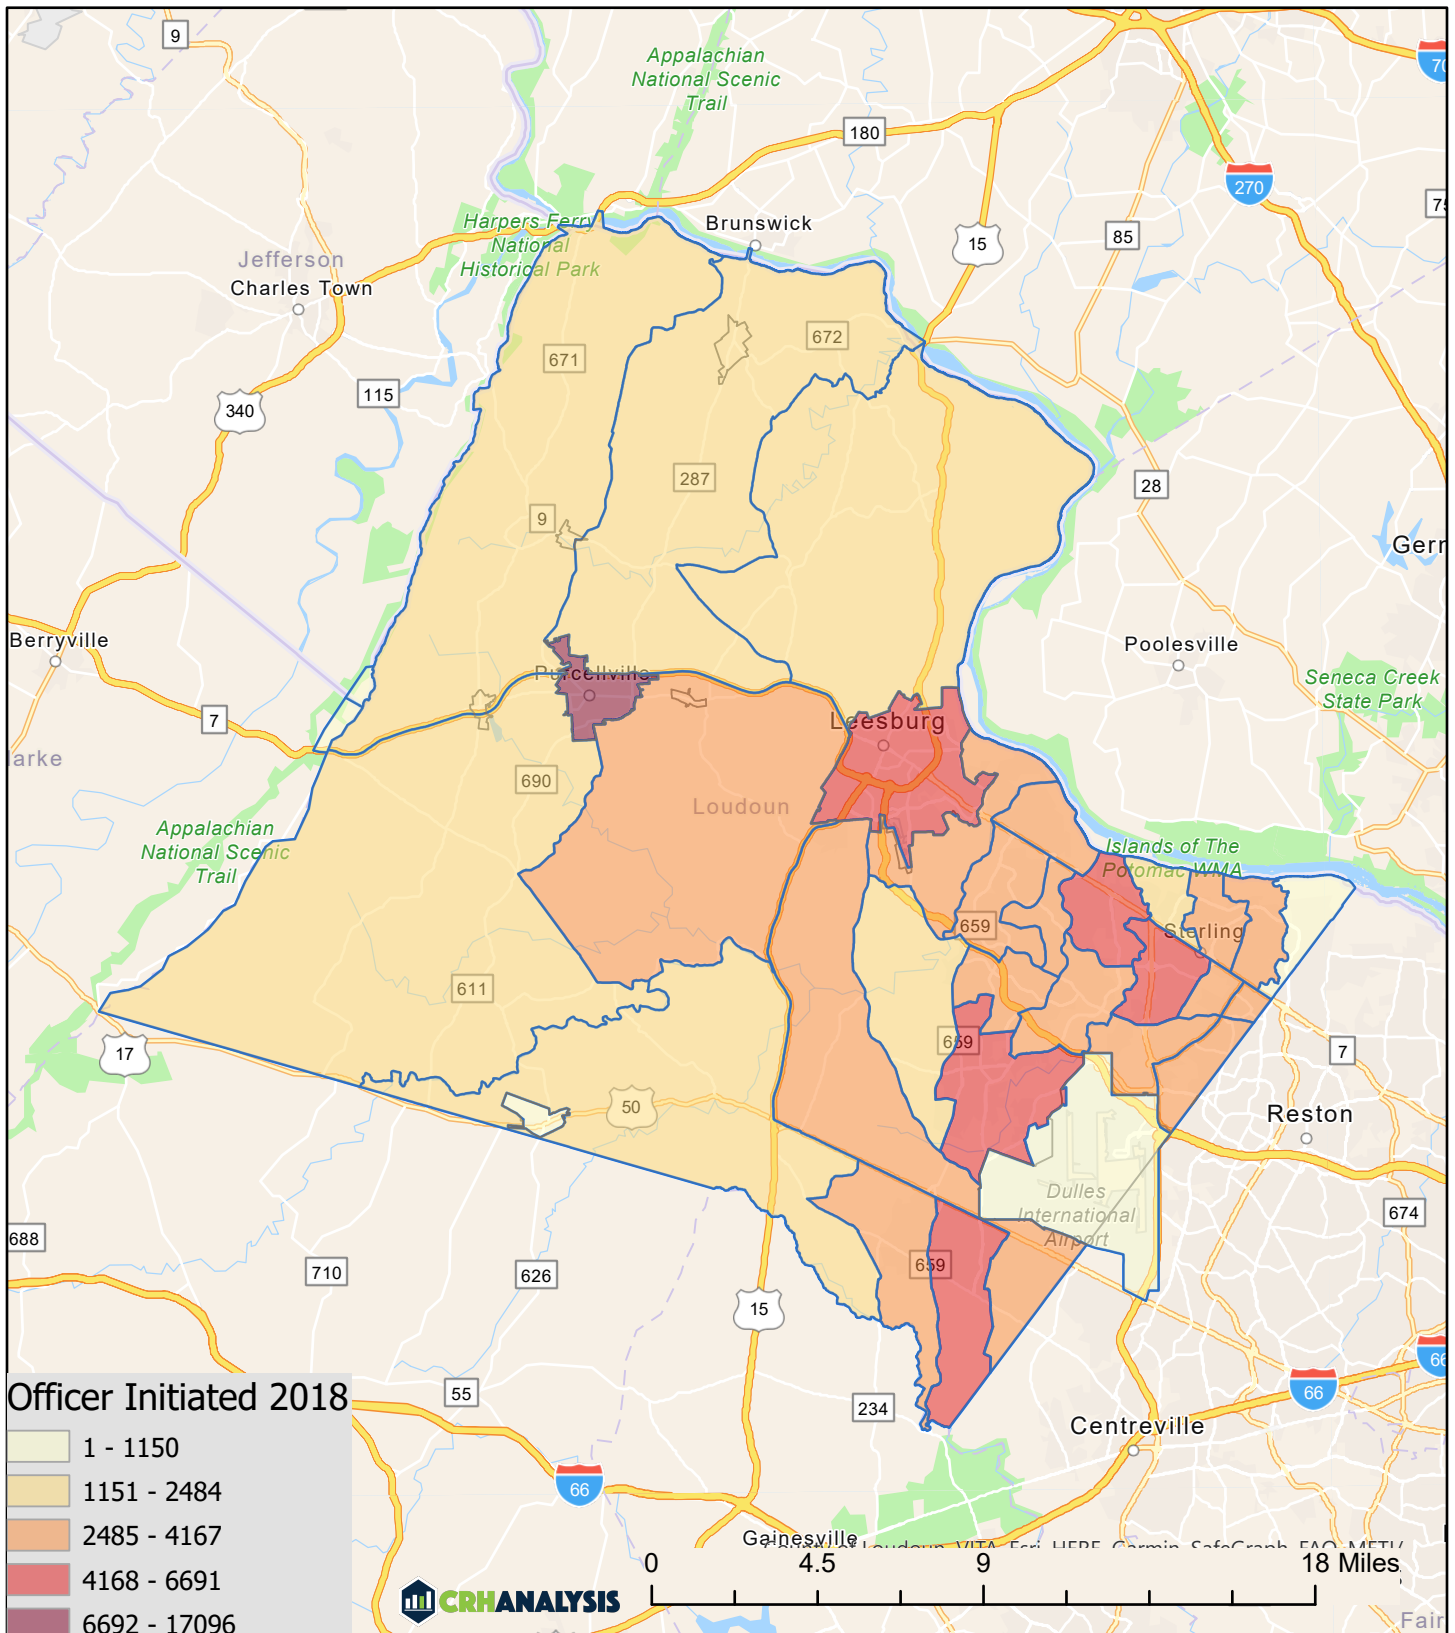 9
Appalachian
National Scenic
Trail
70
180
270
Brunswick
Harpers Ferry
National
Historical Park
15
85
Jefferson
Charles Town
672
671
115
340
287
28
9
Berryville
Poolesville
Purcellville
Seneca Creek
State Park
7
Leesburg
690
Loudoun
Appalachian
National Scenic
Trail
Islands of The
Potomac WMA
659
Sterling
611
17
659
7
50
Reston
Dulles
International
Airport
674
688
710
626
659
15
66
66
Officer Initiated 2018
55
234
Centreville
1 - 1150
66
1151 - 2484
2485 - 4167
Gainesville
0 4.5 9 18 Miles
4168 - 6691
CRHANALYSIS
6692 - 17096